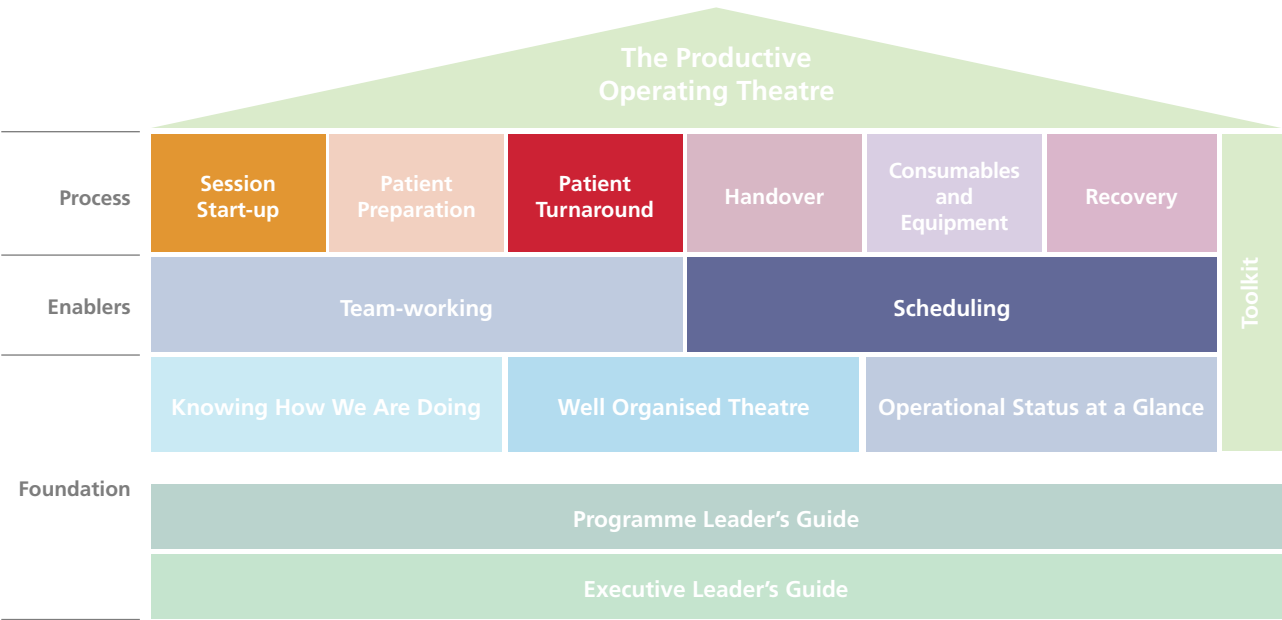 The Productive
Operating Theatre
Process
Session
Start-up
Patient
Preparation
Patient
Turnaround
Handover
Consumables
and
Equipment
Recovery
Toolkit
Enablers
Team-working
Scheduling
Foundation
Knowing How We Are Doing
Well Organised Theatre
Operational Status at a Glance
Programme Leader's Guide
Executive Leader's Guide